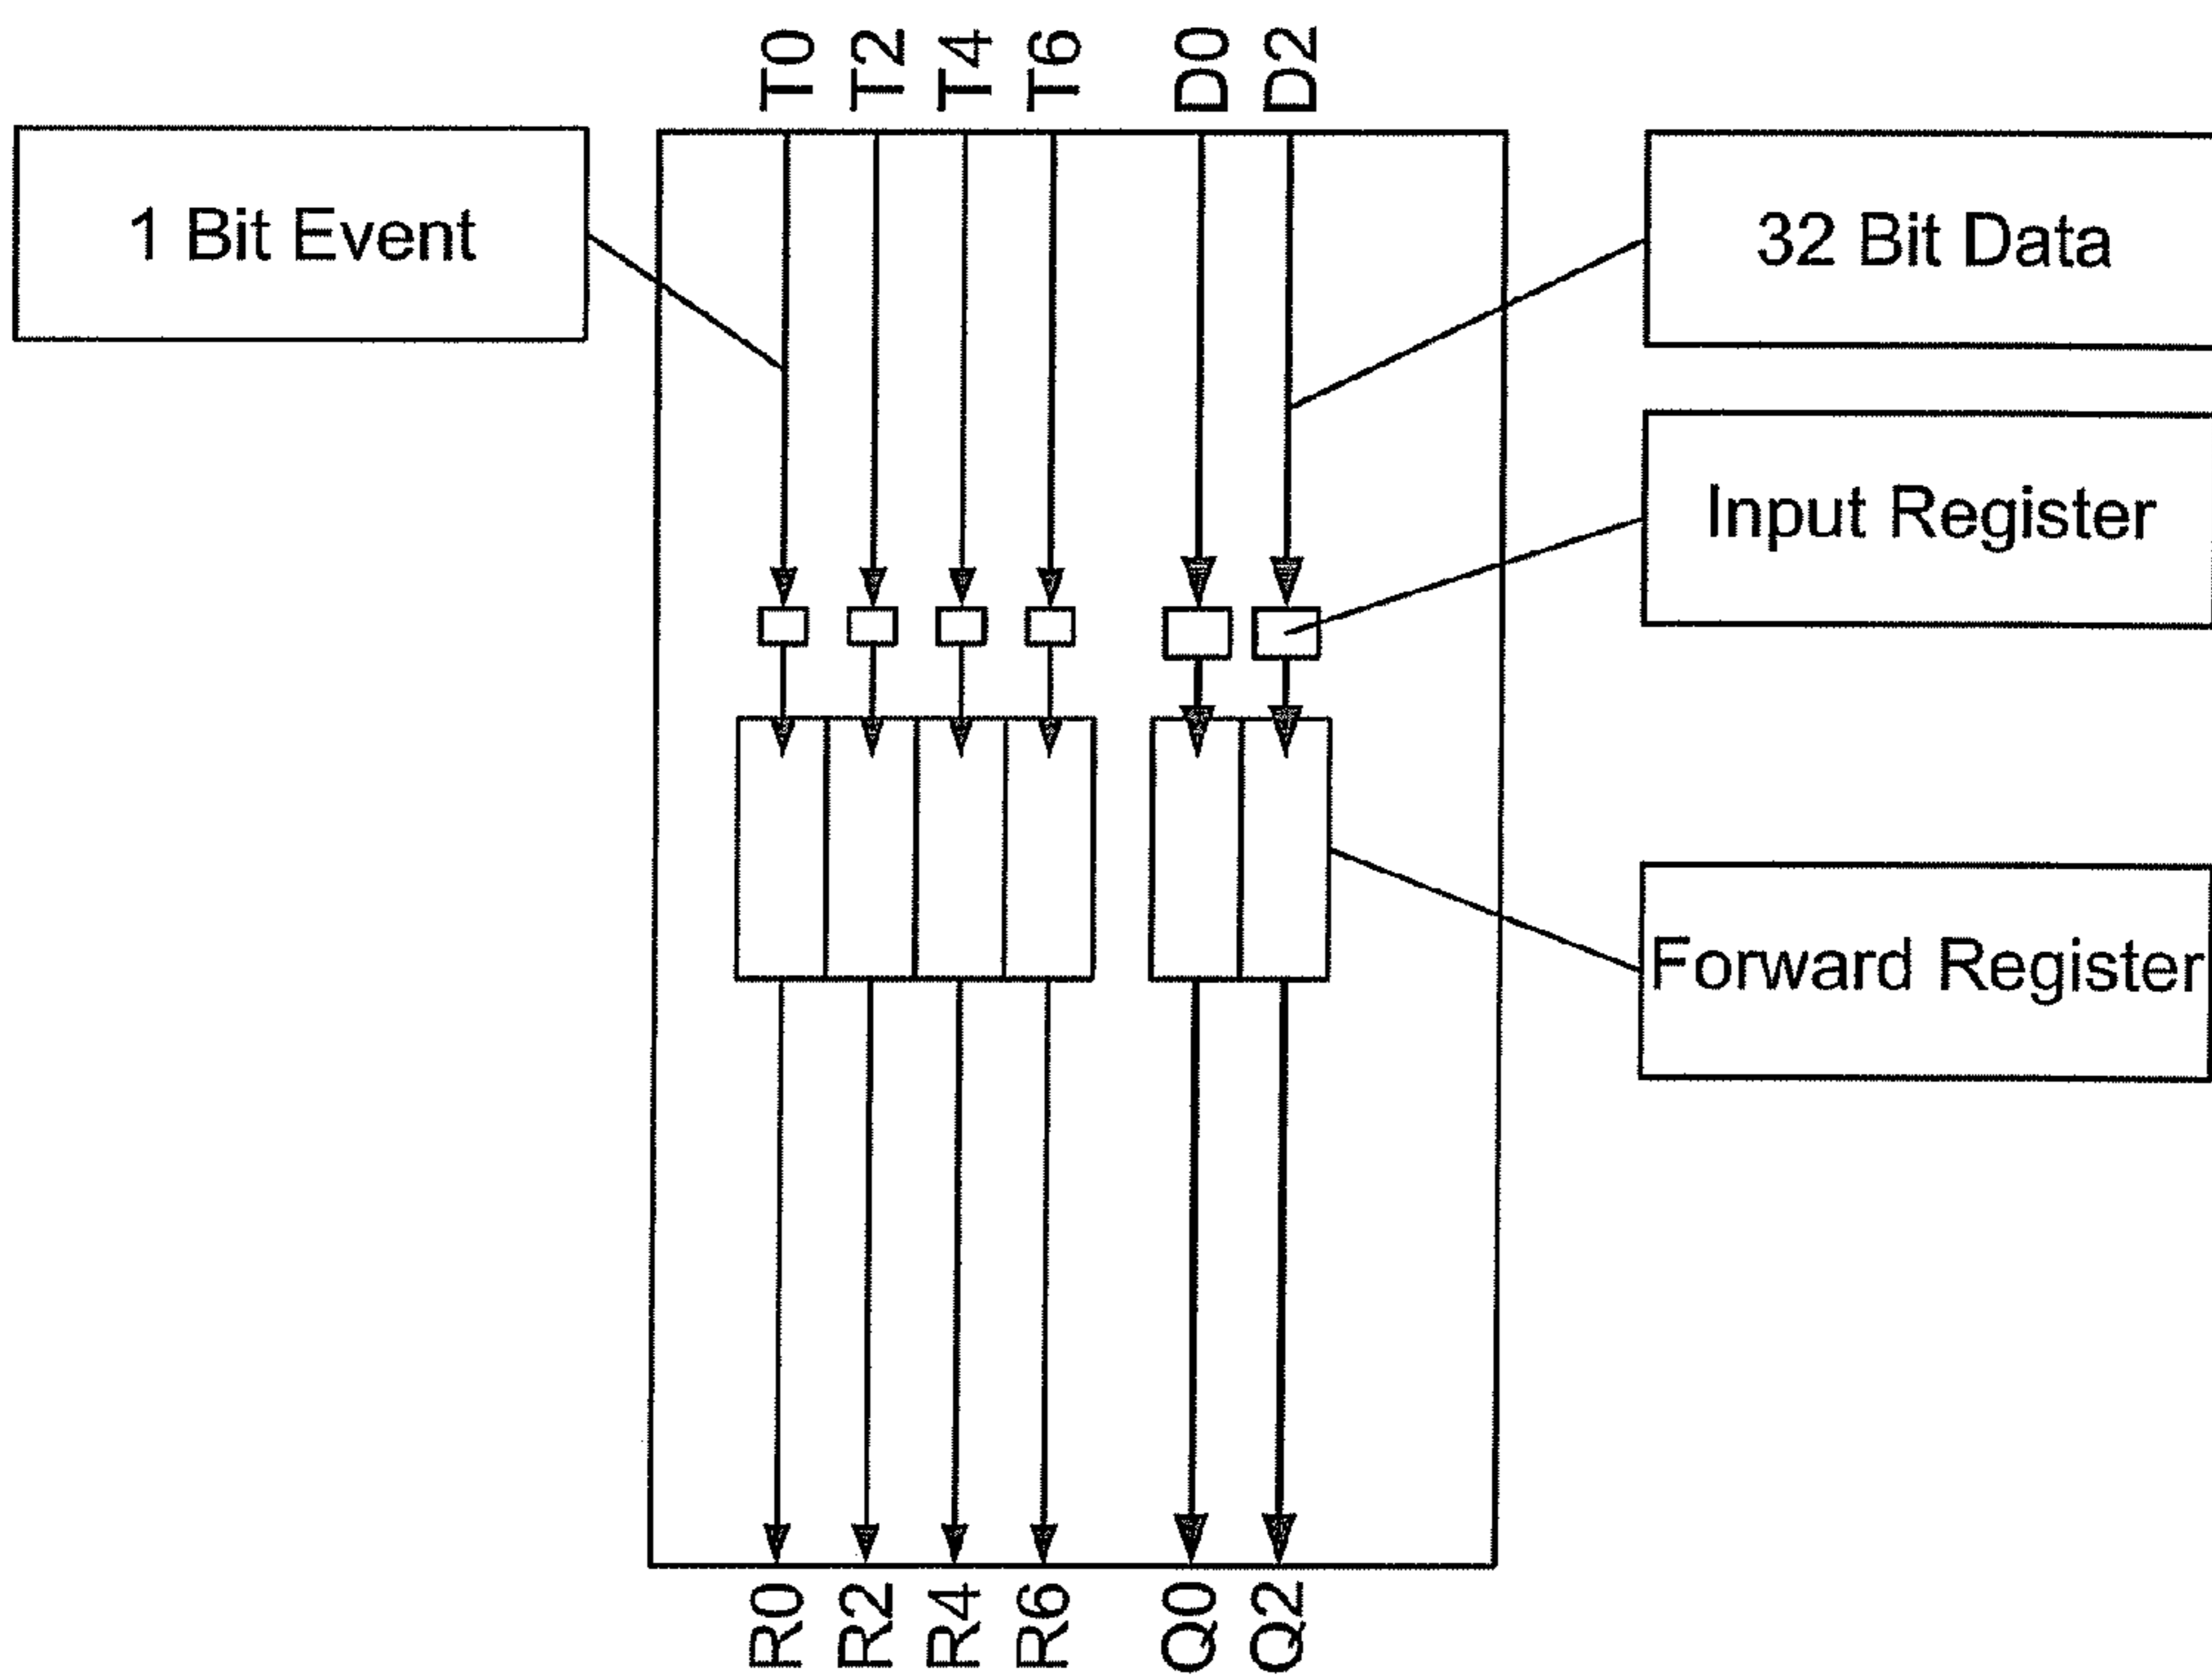 T0
T2
T4
T6
D0
D2
1 Bit Event
32 Bit Data
Input Register
Forward Register
R0
R2
R4
R6
Q0
Q2